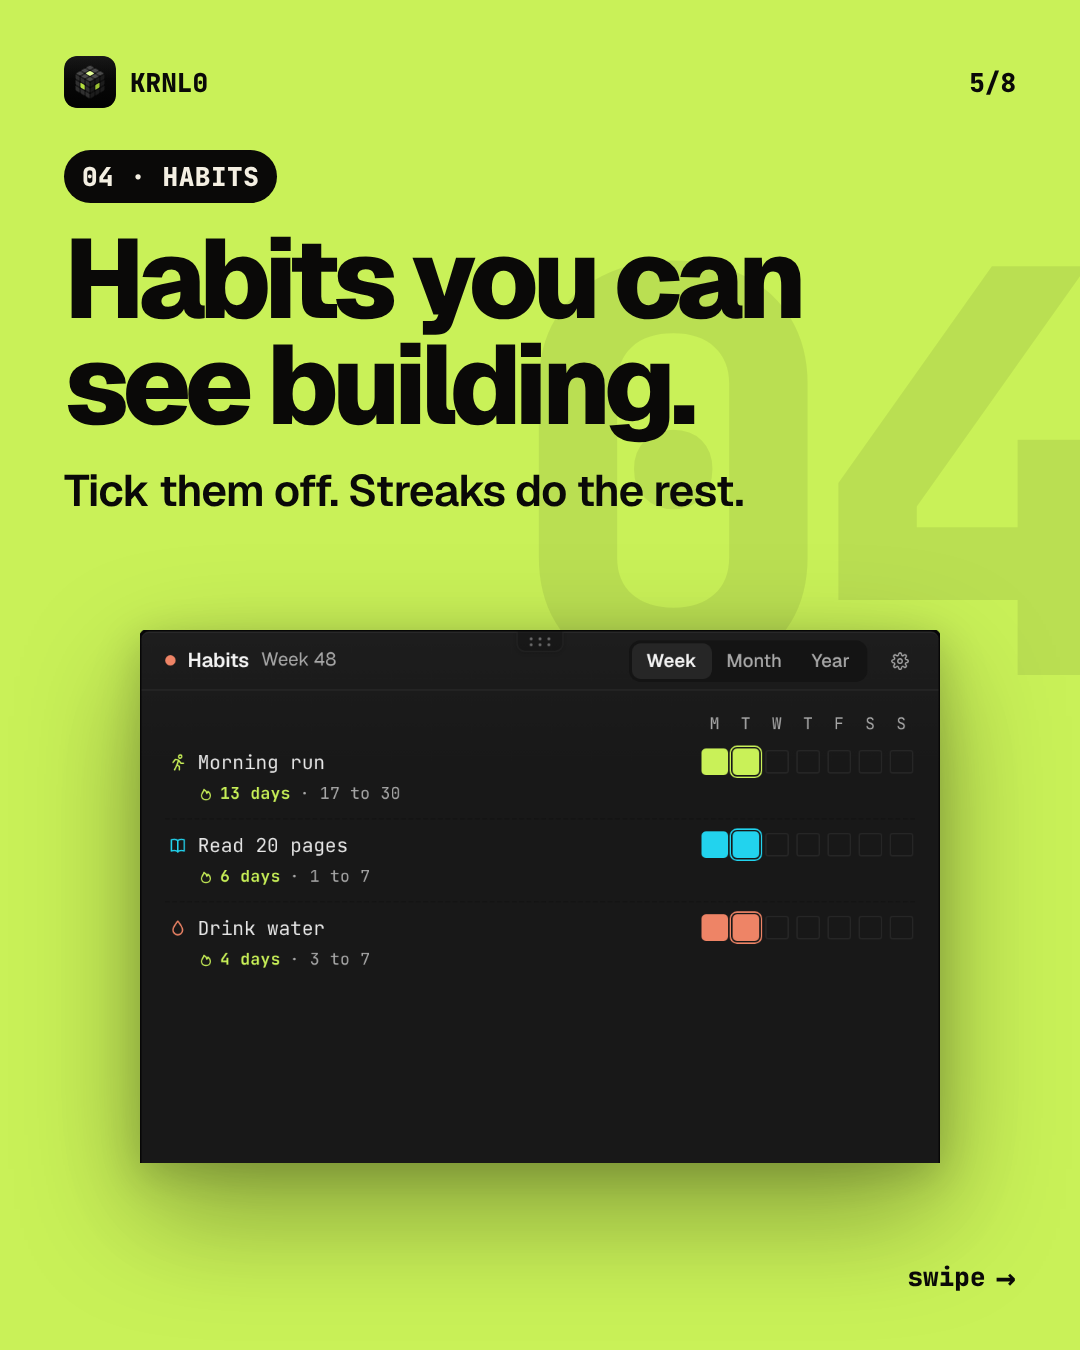 KRNL0
5/8
04 · HABITS
Habits you can
see building.
Tick them off. Streaks do the rest.
04
Habits Week 48
Week Month Year
M T W T F S S
Morning run
13 days · 17 to 30
Read 20 pages
6 days · 1 to 7
Drink water
4 days · 3 to 7
swipe →